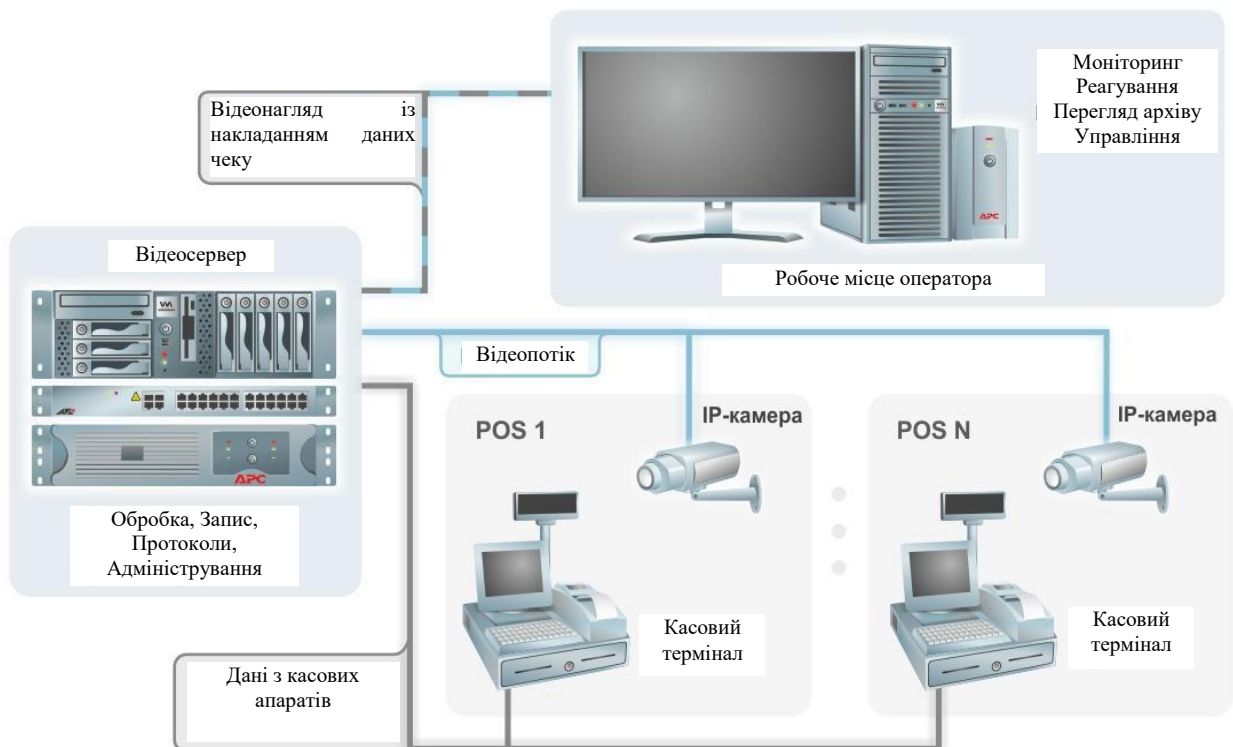 Моніторинг
Реагування
Перегляд архіву
Управління
Відеонагляд із
накладанням даних
чеку
APC
Відеосервер
Робоче місце оператора
Відеопотік
IP-камера
IP-камера
POS 1
POS N
APC
Обробка, Запис,
Протоколи,
Адміністрування
Касовий
термінал
Касовий
термінал
Дані з касових
апаратів